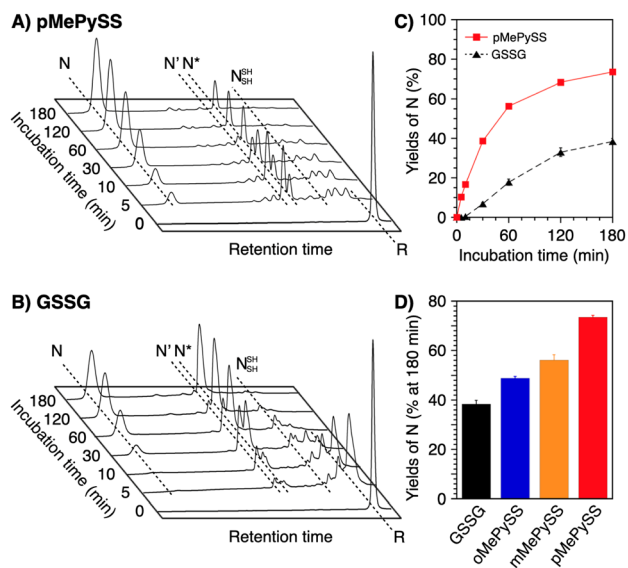 A) pMePySS
N
N' N*
N SH SH
180
120
60
30
10
5
0
Incubation time (min)
Retention time
R
B) GSSG
N
N' N*
N SH SH
180
120
60
30
10
5
0
Incubation time (min)
Retention time
R
C)
100
80
60
40
20
0
Yields of N (%)
pMePySS
GSSG
0 60 120 180
Incubation time (min)
D)
80
60
40
20
0
Yields of N (% at 180 min)
GSSG
oMePySS
mMePySS
pMePySS